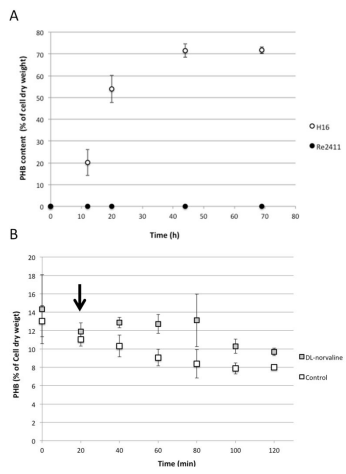 A
PHB content (% of cell dry weight)
80
70
60
50
40
30
20
10
0
0 10 20 30 40 50 60 70 80
Time (h)
H16
Re2411
B
PHB (% of Cell dry weigt)
20
18
16
14
12
10
8
6
4
2
0
0 20 40 60 80 100 120
Time (min)
DL-norvaline
Control